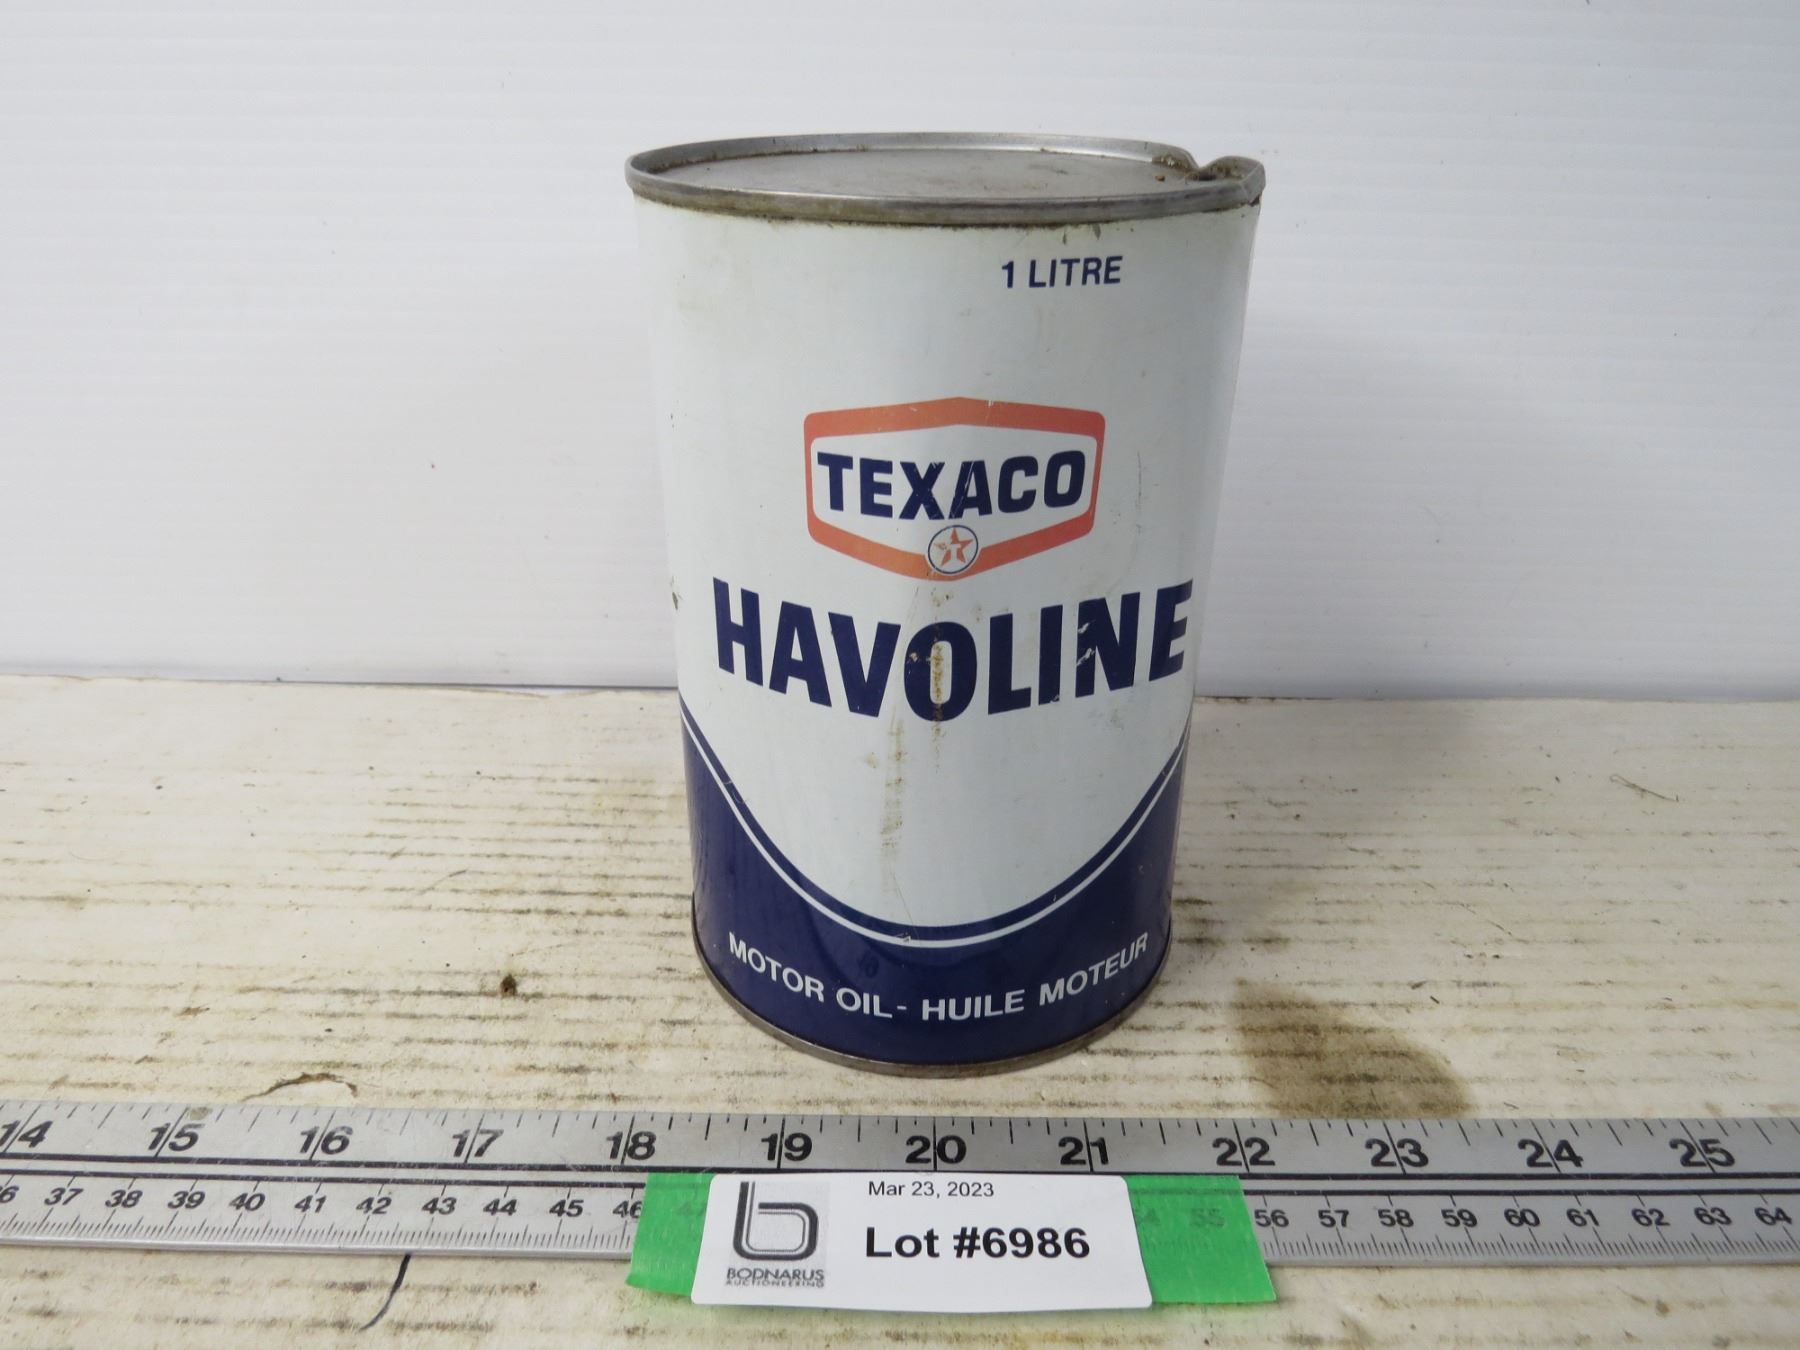 1 LITRE
TEXACO
T
HAVOLINE
MOTOR OIL - HUILE MOTEUR
14 15 16 17 18 19 20 21 22 23 24 25
37 38 39 40 41 42 43 44 45 46 55 56 57 58 59 60 61 62 63 64
Mar 23, 2023
Lot #6986
BODNARUS
AUCTIONEERING